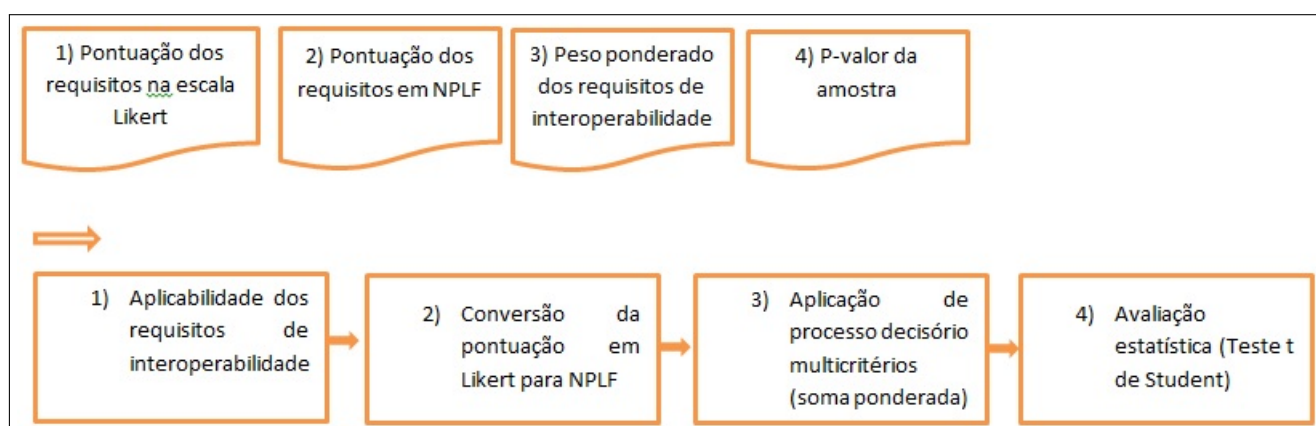 1) Pontuação dos
requisitos na escala
Likert
2) Pontuação dos
requisitos em NPLF
3) Peso ponderado
dos requisitos de
interoperabilidade
4) P-valor da
amostra
1) Aplicabilidade dos
requisitos de
interoperabilidade
2) Conversão da
pontuação em
Likert para NPLF
3) Aplicação de
processo decisório
multicritérios
(soma ponderada)
4) Avaliação
estatística (Teste t
de Student)